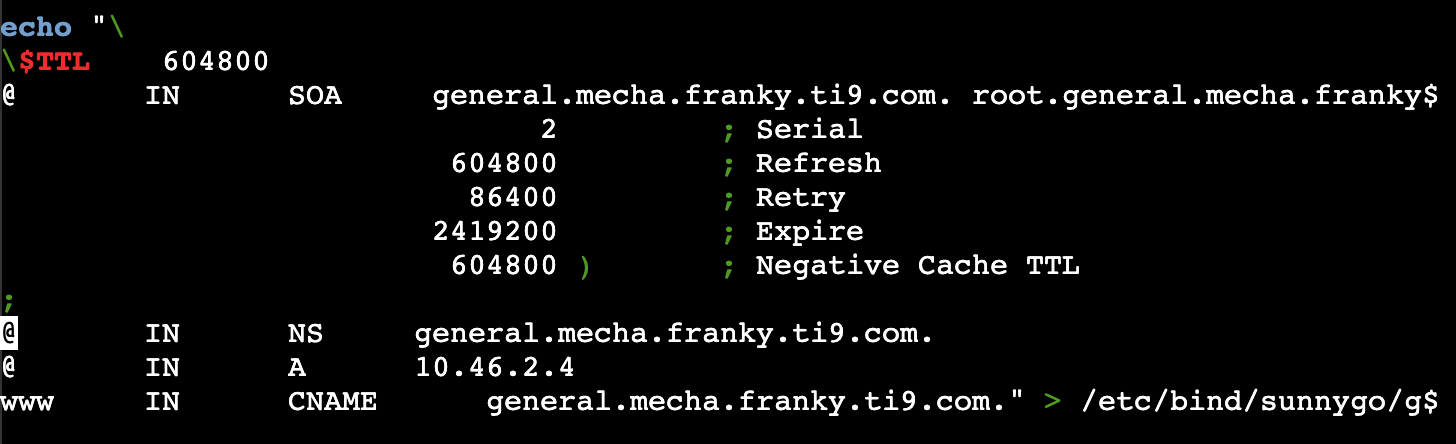 echo "\
\$TTL    604800
@       IN      SOA     general.mecha.franky.ti9.com. root.general.mecha.franky$
                              2         ; Serial
                         604800         ; Refresh
                          86400         ; Retry
                        2419200         ; Expire
                         604800 )       ; Negative Cache TTL
;
@       IN      NS     general.mecha.franky.ti9.com.
@       IN      A      10.46.2.4
www     IN      CNAME      general.mecha.franky.ti9.com." > /etc/bind/sunnygo/g$